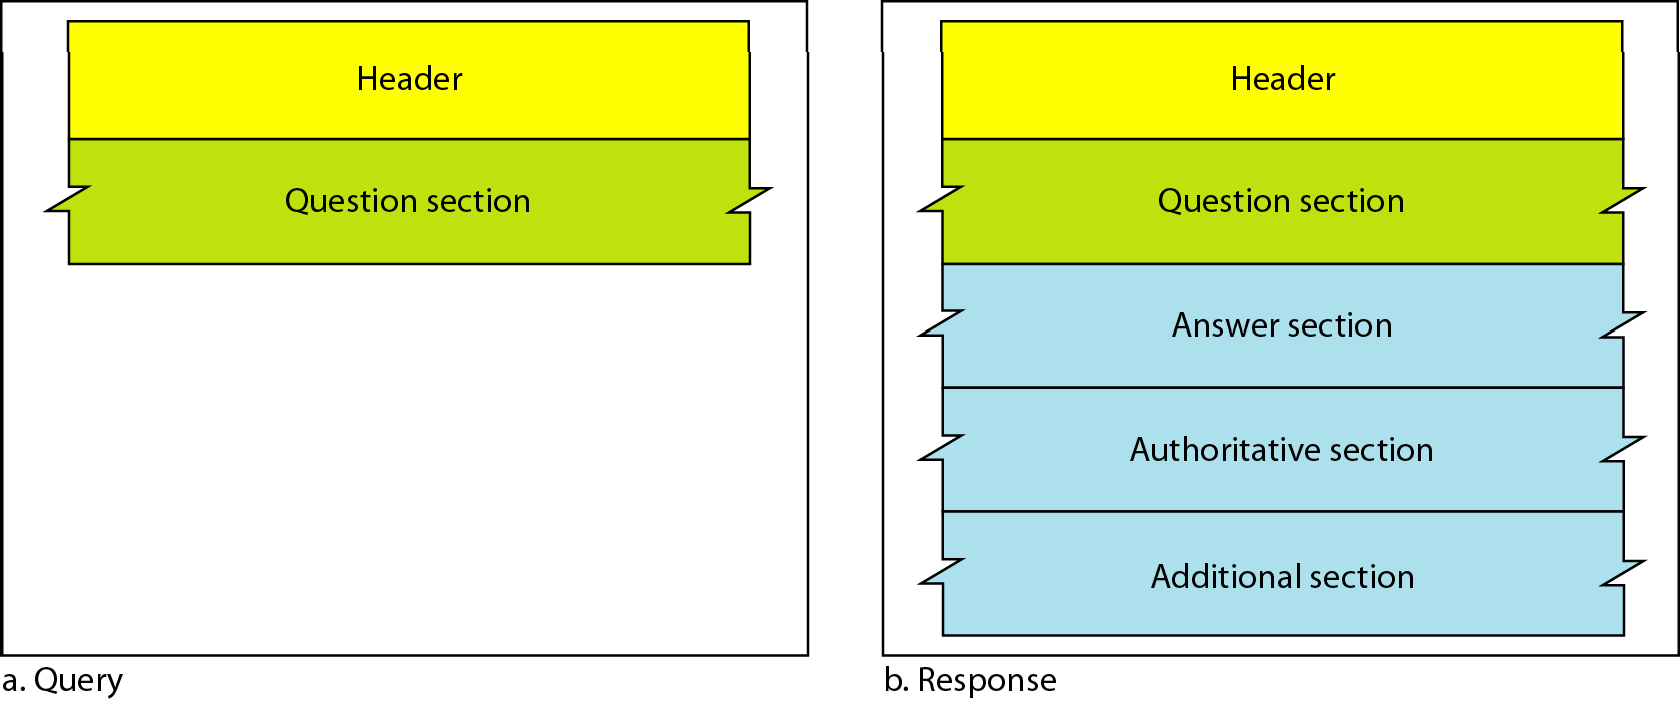 Header
Question section
a. Query
Header
Question section
Answer section
Authoritative section
Additional section
b. Response